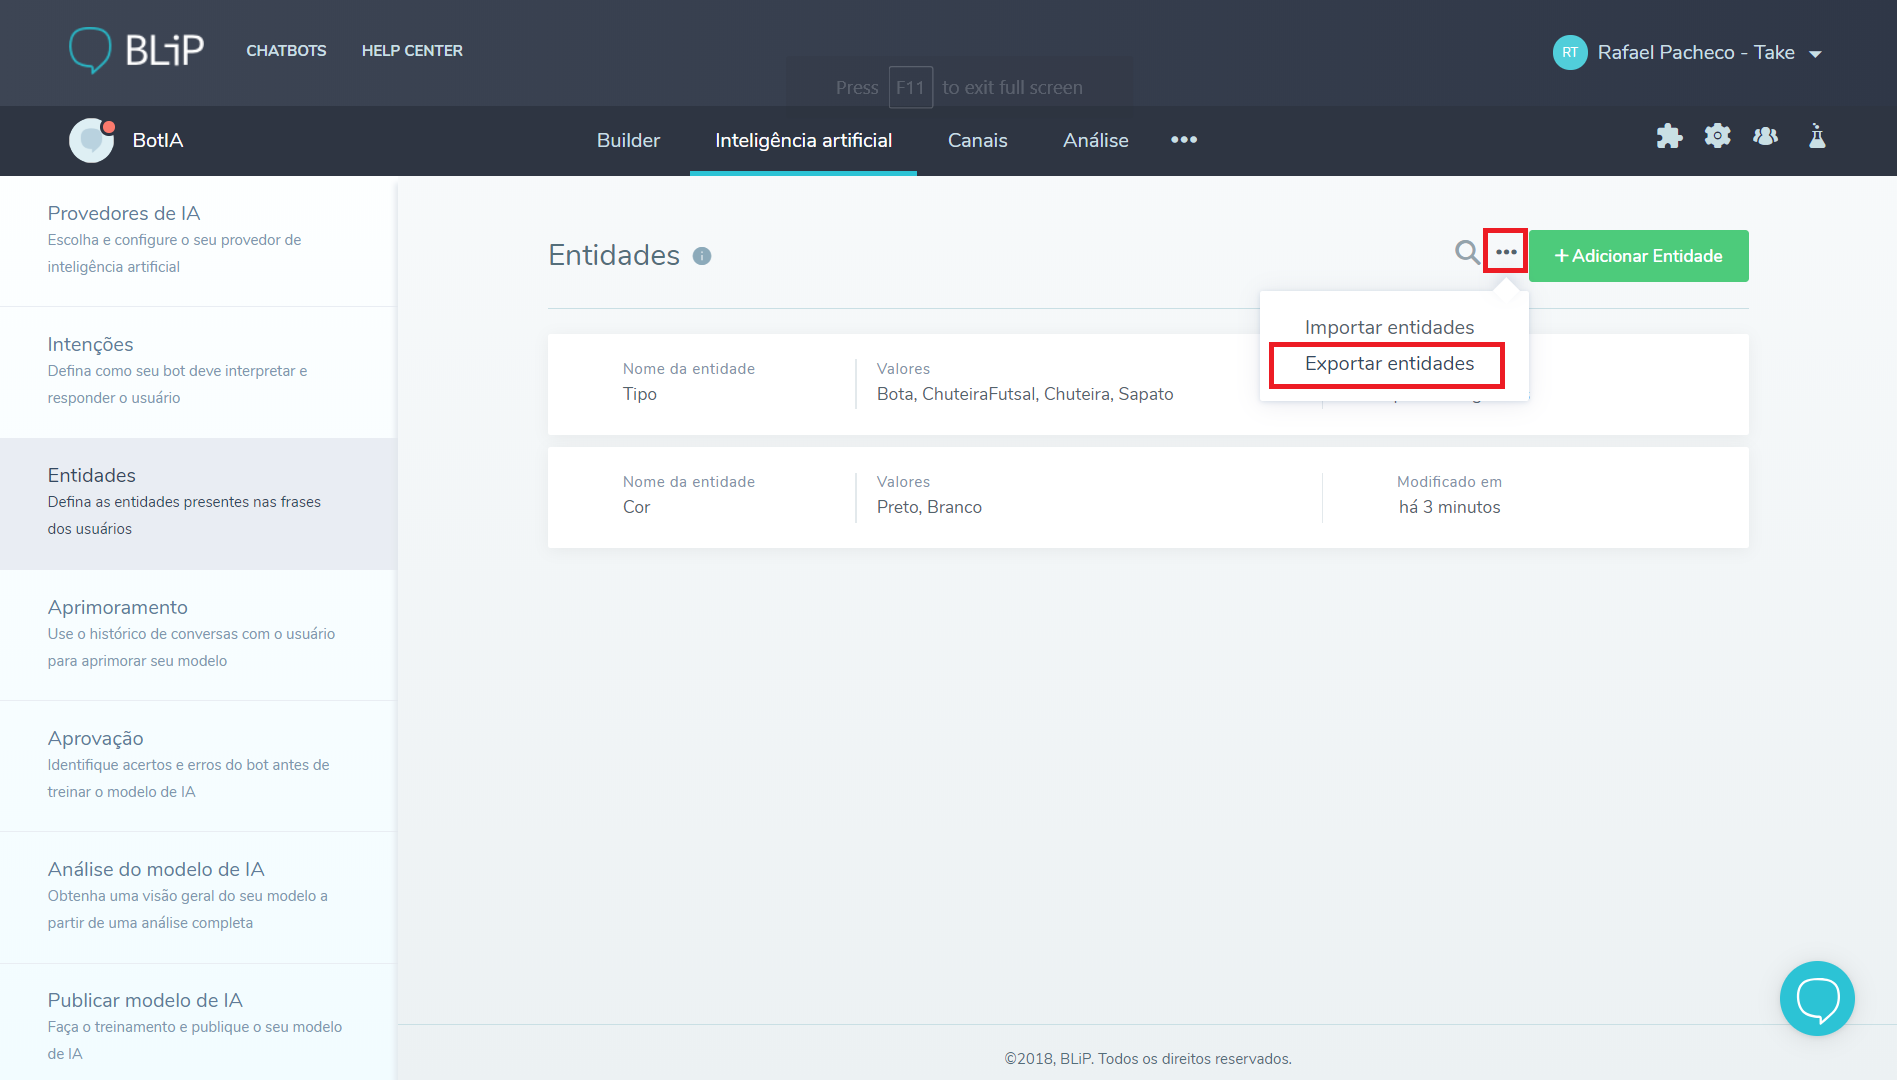 BLiP
CHATBOTS
HELP CENTER
RT
Rafael Pacheco - Take
Press F11 to exit full screen
BotIA
Builder
Inteligência artificial
Canais
Análise
Provedores de IA
Escolha e configure o seu provedor de
inteligência artificial
Intenções
Defina como seu bot deve interpretar e
responder o usuário
Entidades
Defina as entidades presentes nas frases
dos usuários
Aprimoramento
Use o histórico de conversas com o usuário
para aprimorar seu modelo
Aprovação
Identifique acertos e erros do bot antes de
treinar o modelo de IA
Análise do modelo de IA
Obtenha uma visão geral do seu modelo a
partir de uma análise completa
Publicar modelo de IA
Faça o treinamento e publique o seu modelo
de IA
Entidades
+ Adicionar Entidade
Importar entidades
Exportar entidades
Nome da entidade
Tipo
Valores
Bota, ChuteiraFutsal, Chuteira, Sapato
Nome da entidade
Cor
Valores
Preto, Branco
Modificado em
há 3 minutos
©2018, BLiP. Todos os direitos reservados.